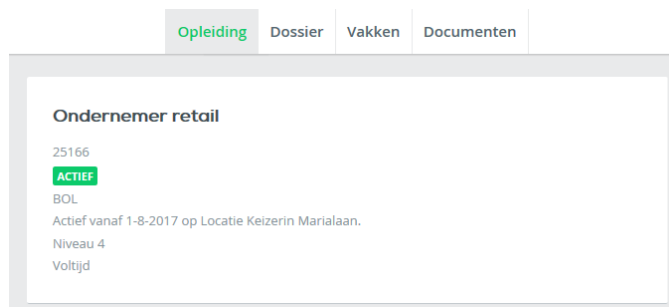 Opleiding Dossier Vakken Documenten
Ondernemer retail
25166
ACTIEF
BOL
Actief vanaf 1-8-2017 op Locatie Keizerin Marialaan.
Niveau 4
Voltijd